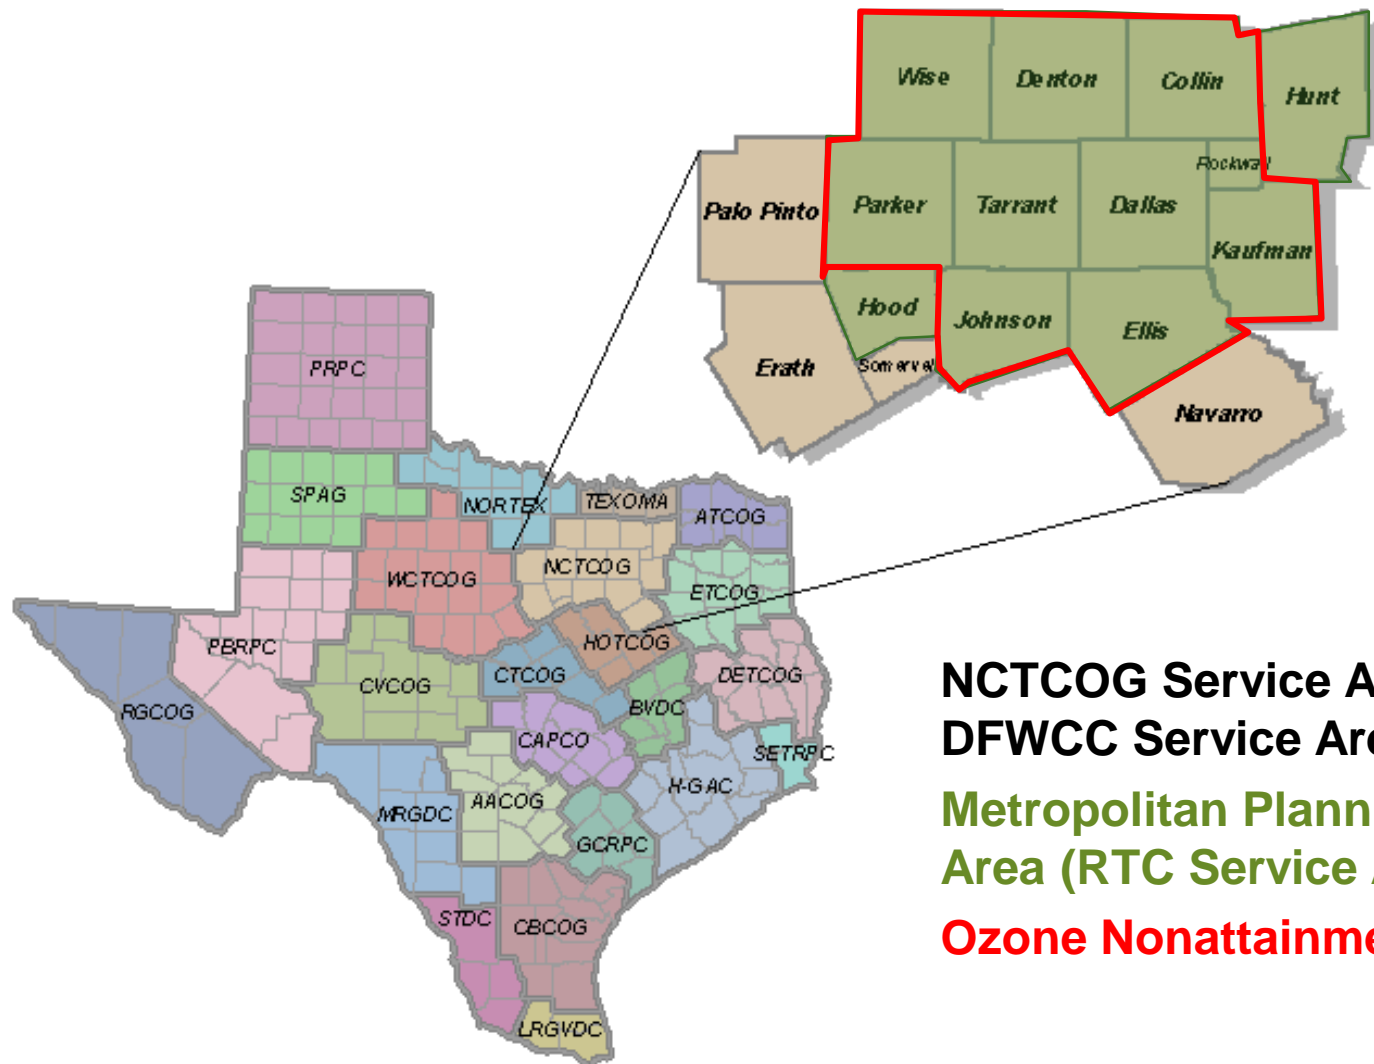 Wise
Denton
Collin
Hunt
Rockwall
Palo Pinto
Parker
Tarrant
Dallas
Kaufman
Hood
Johnson
Ellis
Erath
Somervell
Navarro
PRPC
SPAG
NORTEX
TEXOMA
ATCOG
WCTCOG
NCTCOG
ETCOG
PBRPC
HOTCOG
RGCOG
CVCOG
CTCOG
DETCOG
BVDC
CAPCO
SETRPC
H-GAC
MRGDC
AACOG
GCRPC
STDC
CBCOG
LRGVDC
NCTCOG Service A
DFWCC Service Are
Metropolitan Plann
Area (RTC Service A
Ozone Nonattainme